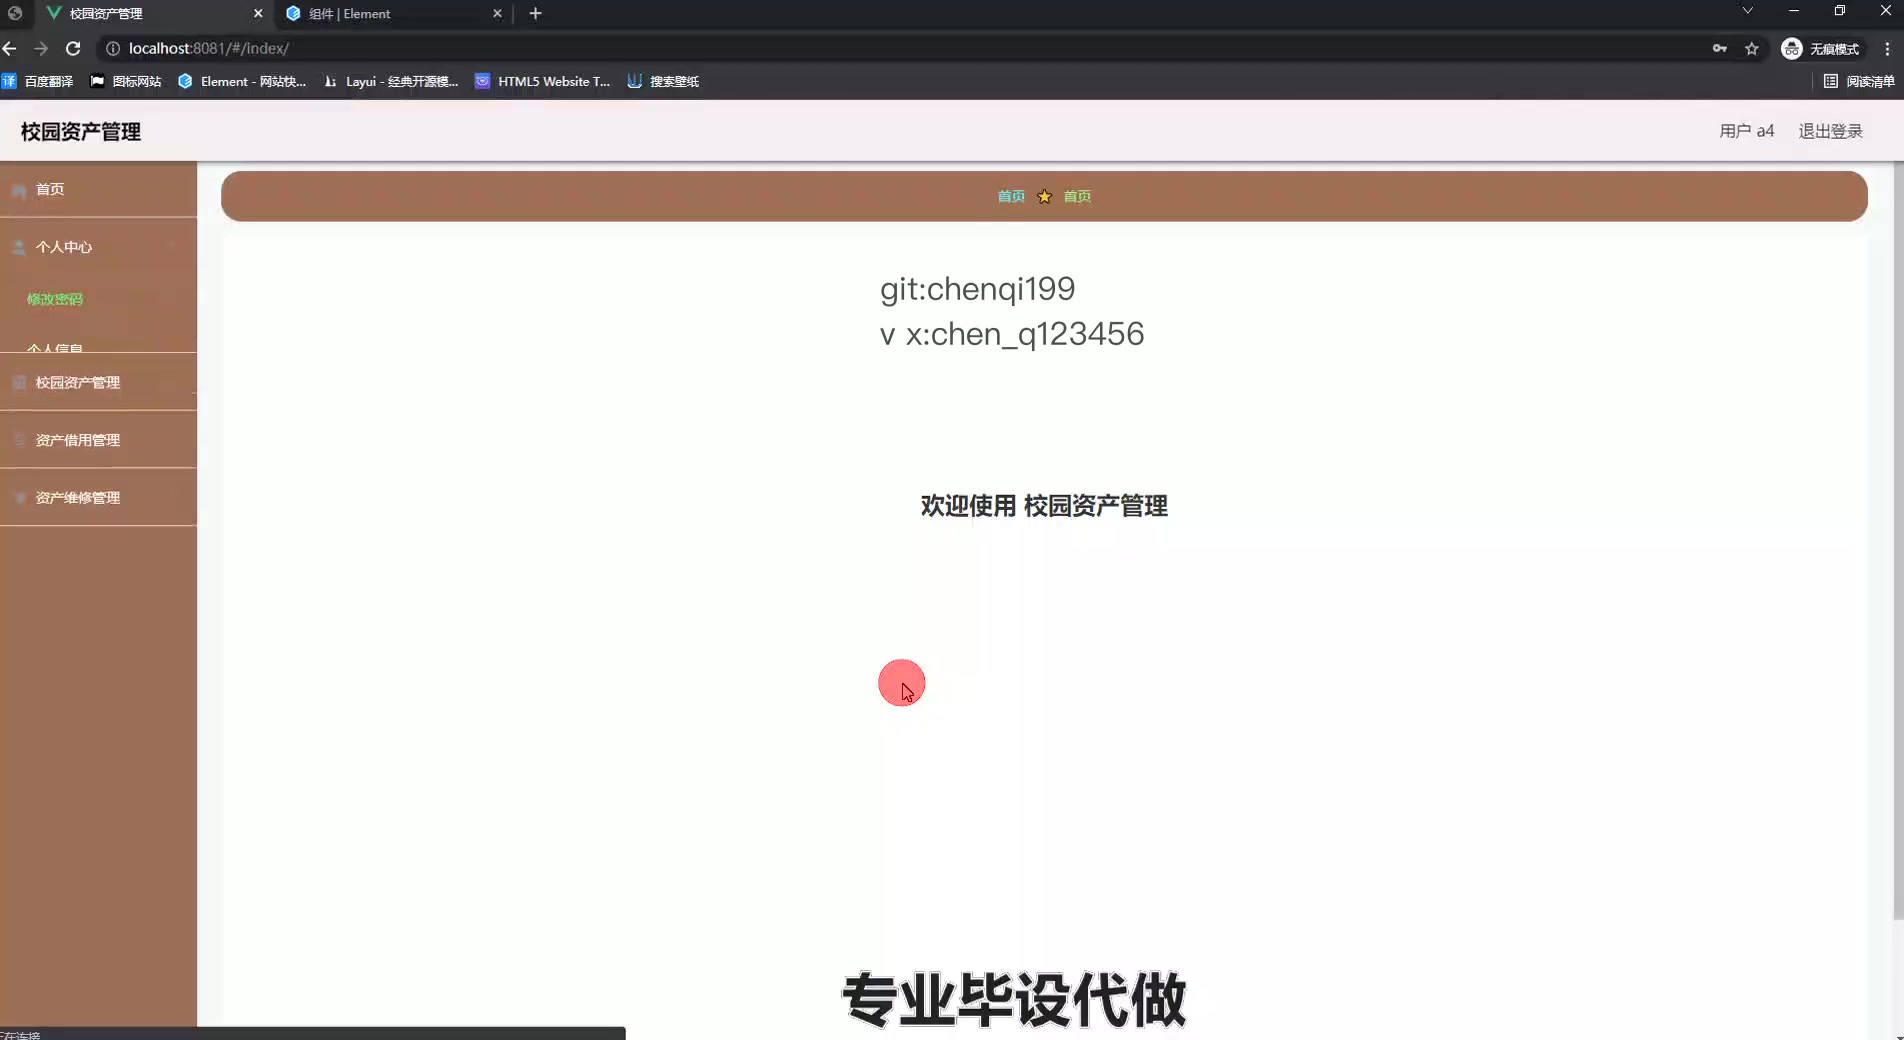 校园资产管理
组件 | Element
localhost:8081/#/index/
无痕模式
百度翻译
图标网站
Element - 网站快...
Layui - 经典开源模...
HTML5 Website T...
搜索壁纸
阅读清单
校园资产管理
用户 a4
退出登录
首页
个人中心
修改密码
个人信息
校园资产管理
资产借用管理
资产维修管理
首页 ★ 首页
git:chenqi199
v x:chen_q123456
欢迎使用 校园资产管理
专业毕设代做
正在连接